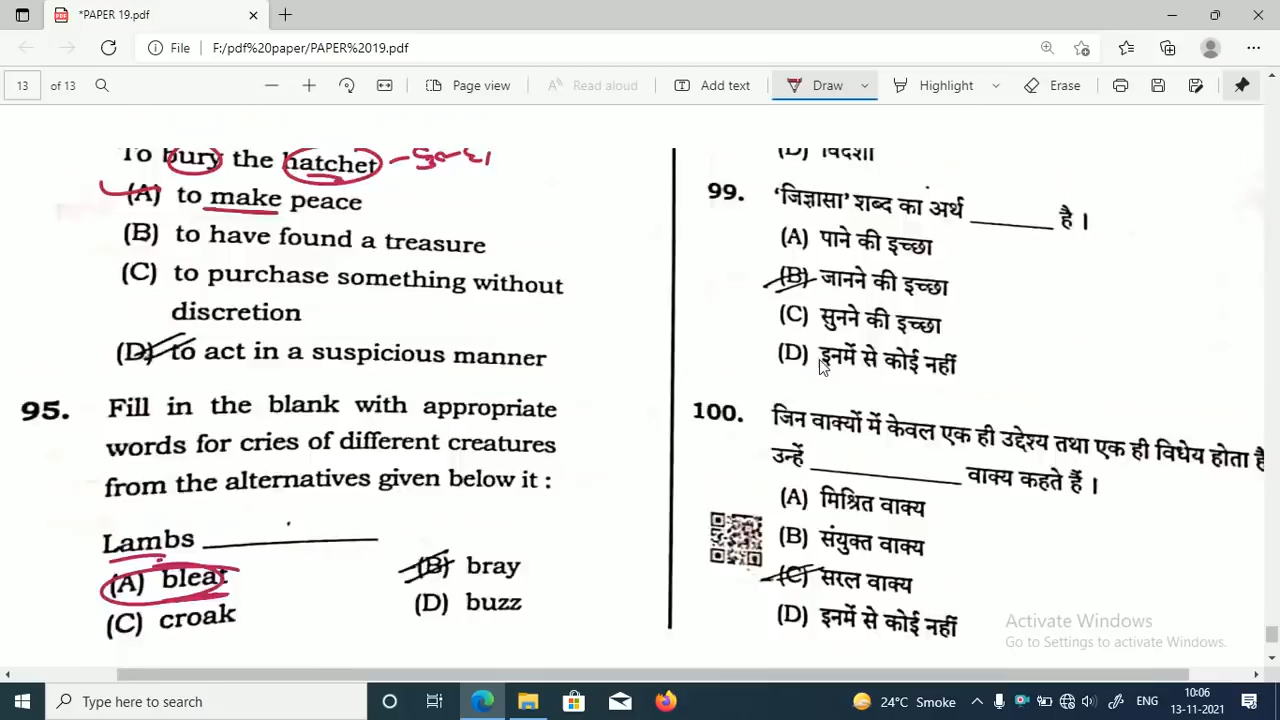 *PAPER 19.pdf
File F:/pdf%20paper/PAPER%2019.pdf
13 of 13 Page view Read aloud Add text Draw Highlight Erase
To bury the hatchet
(A) to make peace
(B) to have found a treasure
(C) to purchase something without
discretion
(D) to act in a suspicious manner
95. Fill in the blank with appropriate
words for cries of different creatures
from the alternatives given below it :
Lambs ________
(A) bleat (B) bray
(C) croak (D) buzz
(D) विदेशी
99. 'जिज्ञासा' शब्द का अर्थ ________ है ।
(A) पाने की इच्छा
(B) जानने की इच्छा
(C) सुनने की इच्छा
(D) इनमें से कोई नहीं
100. जिन वाक्यों में केवल एक ही उद्देश्य तथा एक ही विधेय होता है
उन्हें ________ वाक्य कहते हैं ।
(A) मिश्रित वाक्य
(B) संयुक्त वाक्य
(C) सरल वाक्य
(D) इनमें से कोई नहीं
Activate Windows
Go to Settings to activate Windows.
Type here to search
24°C Smoke
ENG
10:06
13-11-2021